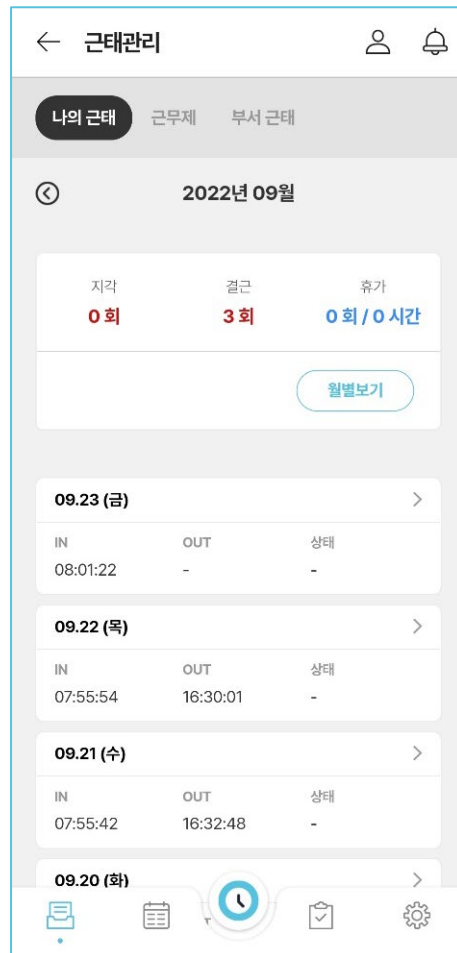 근태관리
나의 근태 근무제 부서 근태
2022년 09월
지각 결근 휴가
0 회 3 회 0 회 / 0 시간
월별보기
09.23 (금)
IN OUT 상태
08:01:22 - -
09.22 (목)
IN OUT 상태
07:55:54 16:30:01 -
09.21 (수)
IN OUT 상태
07:55:42 16:32:48 -
09.20 (화)